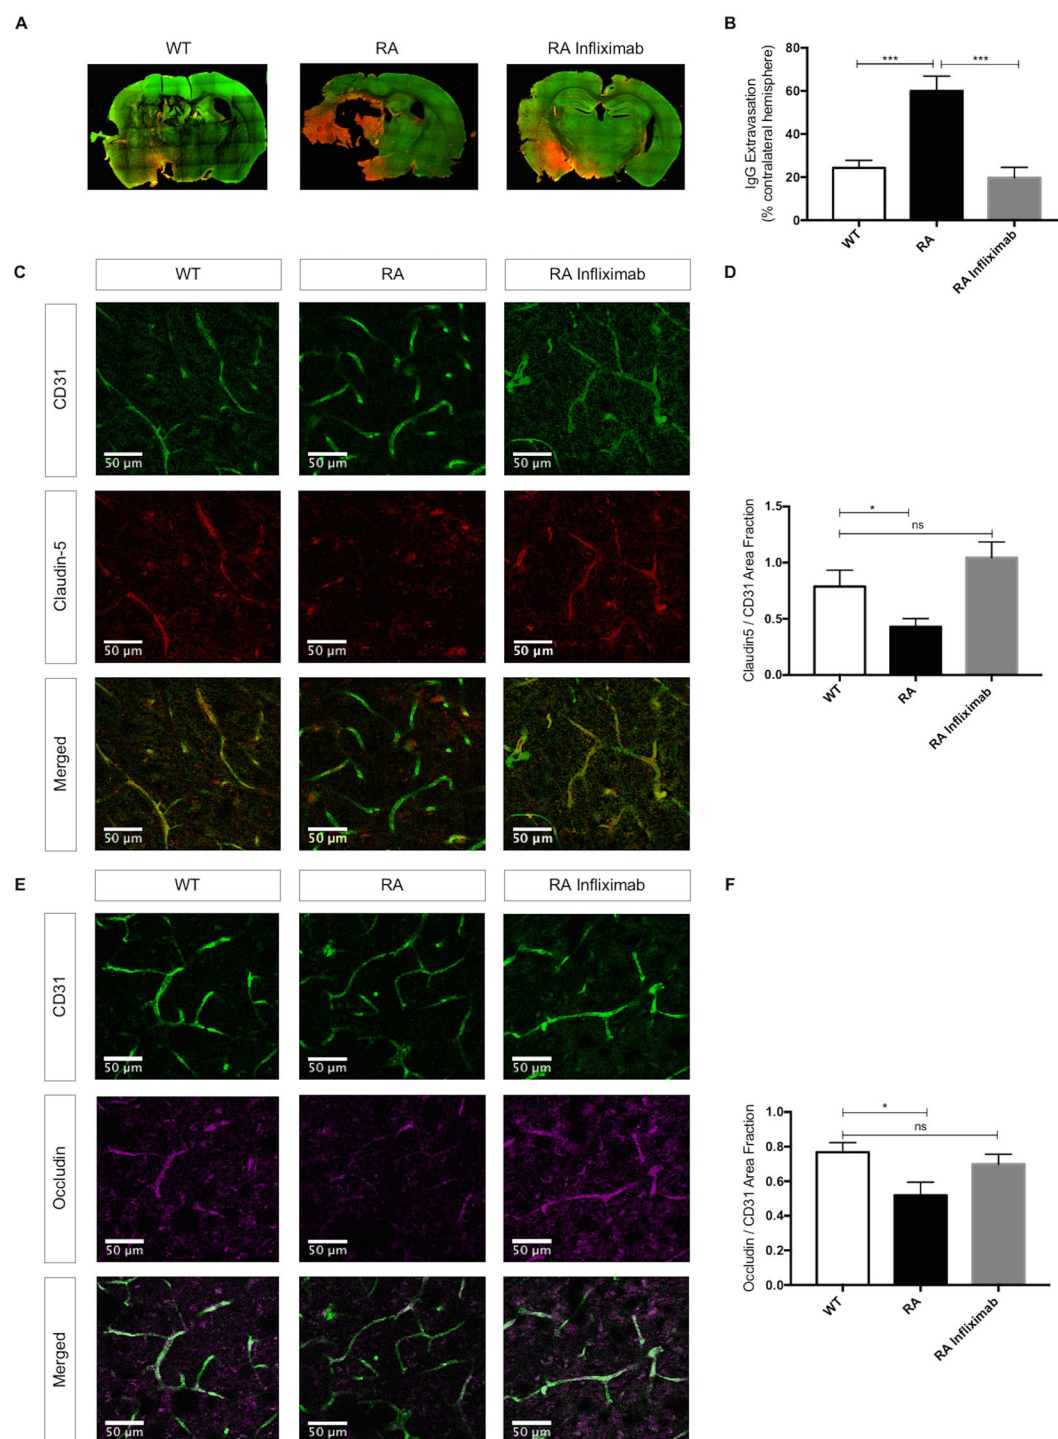 A
WT
RA
RA Infliximab
B
IgG Extravasation
(% contralateral hemisphere)
80
60
40
20
0
***
***
WT
RA
RA Infliximab
C
WT
RA
RA Infliximab
CD31
50 µm
50 µm
50 µm
Claudin-5
50 µm
50 µm
50 µm
Merged
50 µm
50 µm
50 µm
D
Claudin5 / CD31 Area Fraction
1.5
1.0
0.5
0.0
*
ns
WT
RA
RA Infliximab
E
WT
RA
RA Infliximab
CD31
50 µm
50 µm
50 µm
Occludin
50 µm
50 µm
50 µm
Merged
50 µm
50 µm
50 µm
F
Occludin / CD31 Area Fraction
1.0
0.8
0.6
0.4
0.2
0.0
*
ns
WT
RA
RA Infliximab